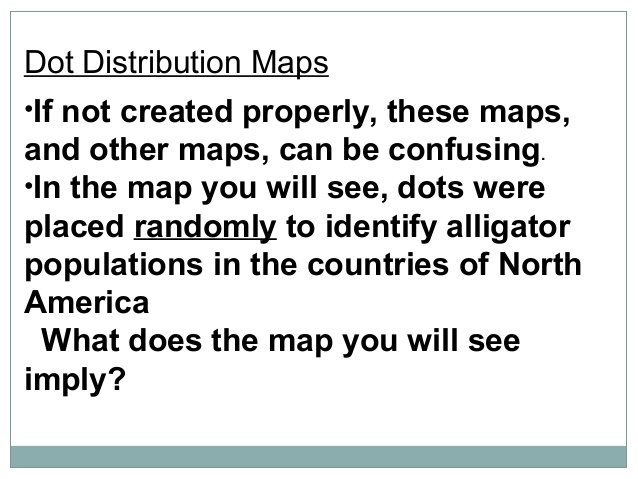 Dot Distribution Maps
•If not created properly, these maps,
and other maps, can be confusing.
•In the map you will see, dots were
placed randomly to identify alligator
populations in the countries of North
America
What does the map you will see
imply?